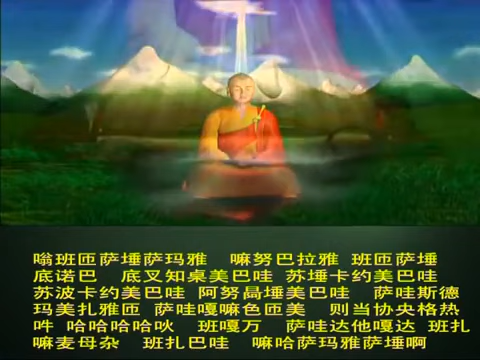 嗡班匝萨埵萨玛雅 嘛努巴拉雅 班匝萨埵
底诺巴 底叉知桌美巴哇 苏埵卡约美巴哇
苏波卡约美巴哇 阿努晑埵美巴哇 萨哇斯德
玛美扎雅匝 萨哇嘎嘛色匝美 则当协央格热
吽 哈哈哈哈吙 班嘎万 萨哇达他嘎达 班扎
嘛麦母杂 班扎巴哇 嘛哈萨玛雅萨埵啊